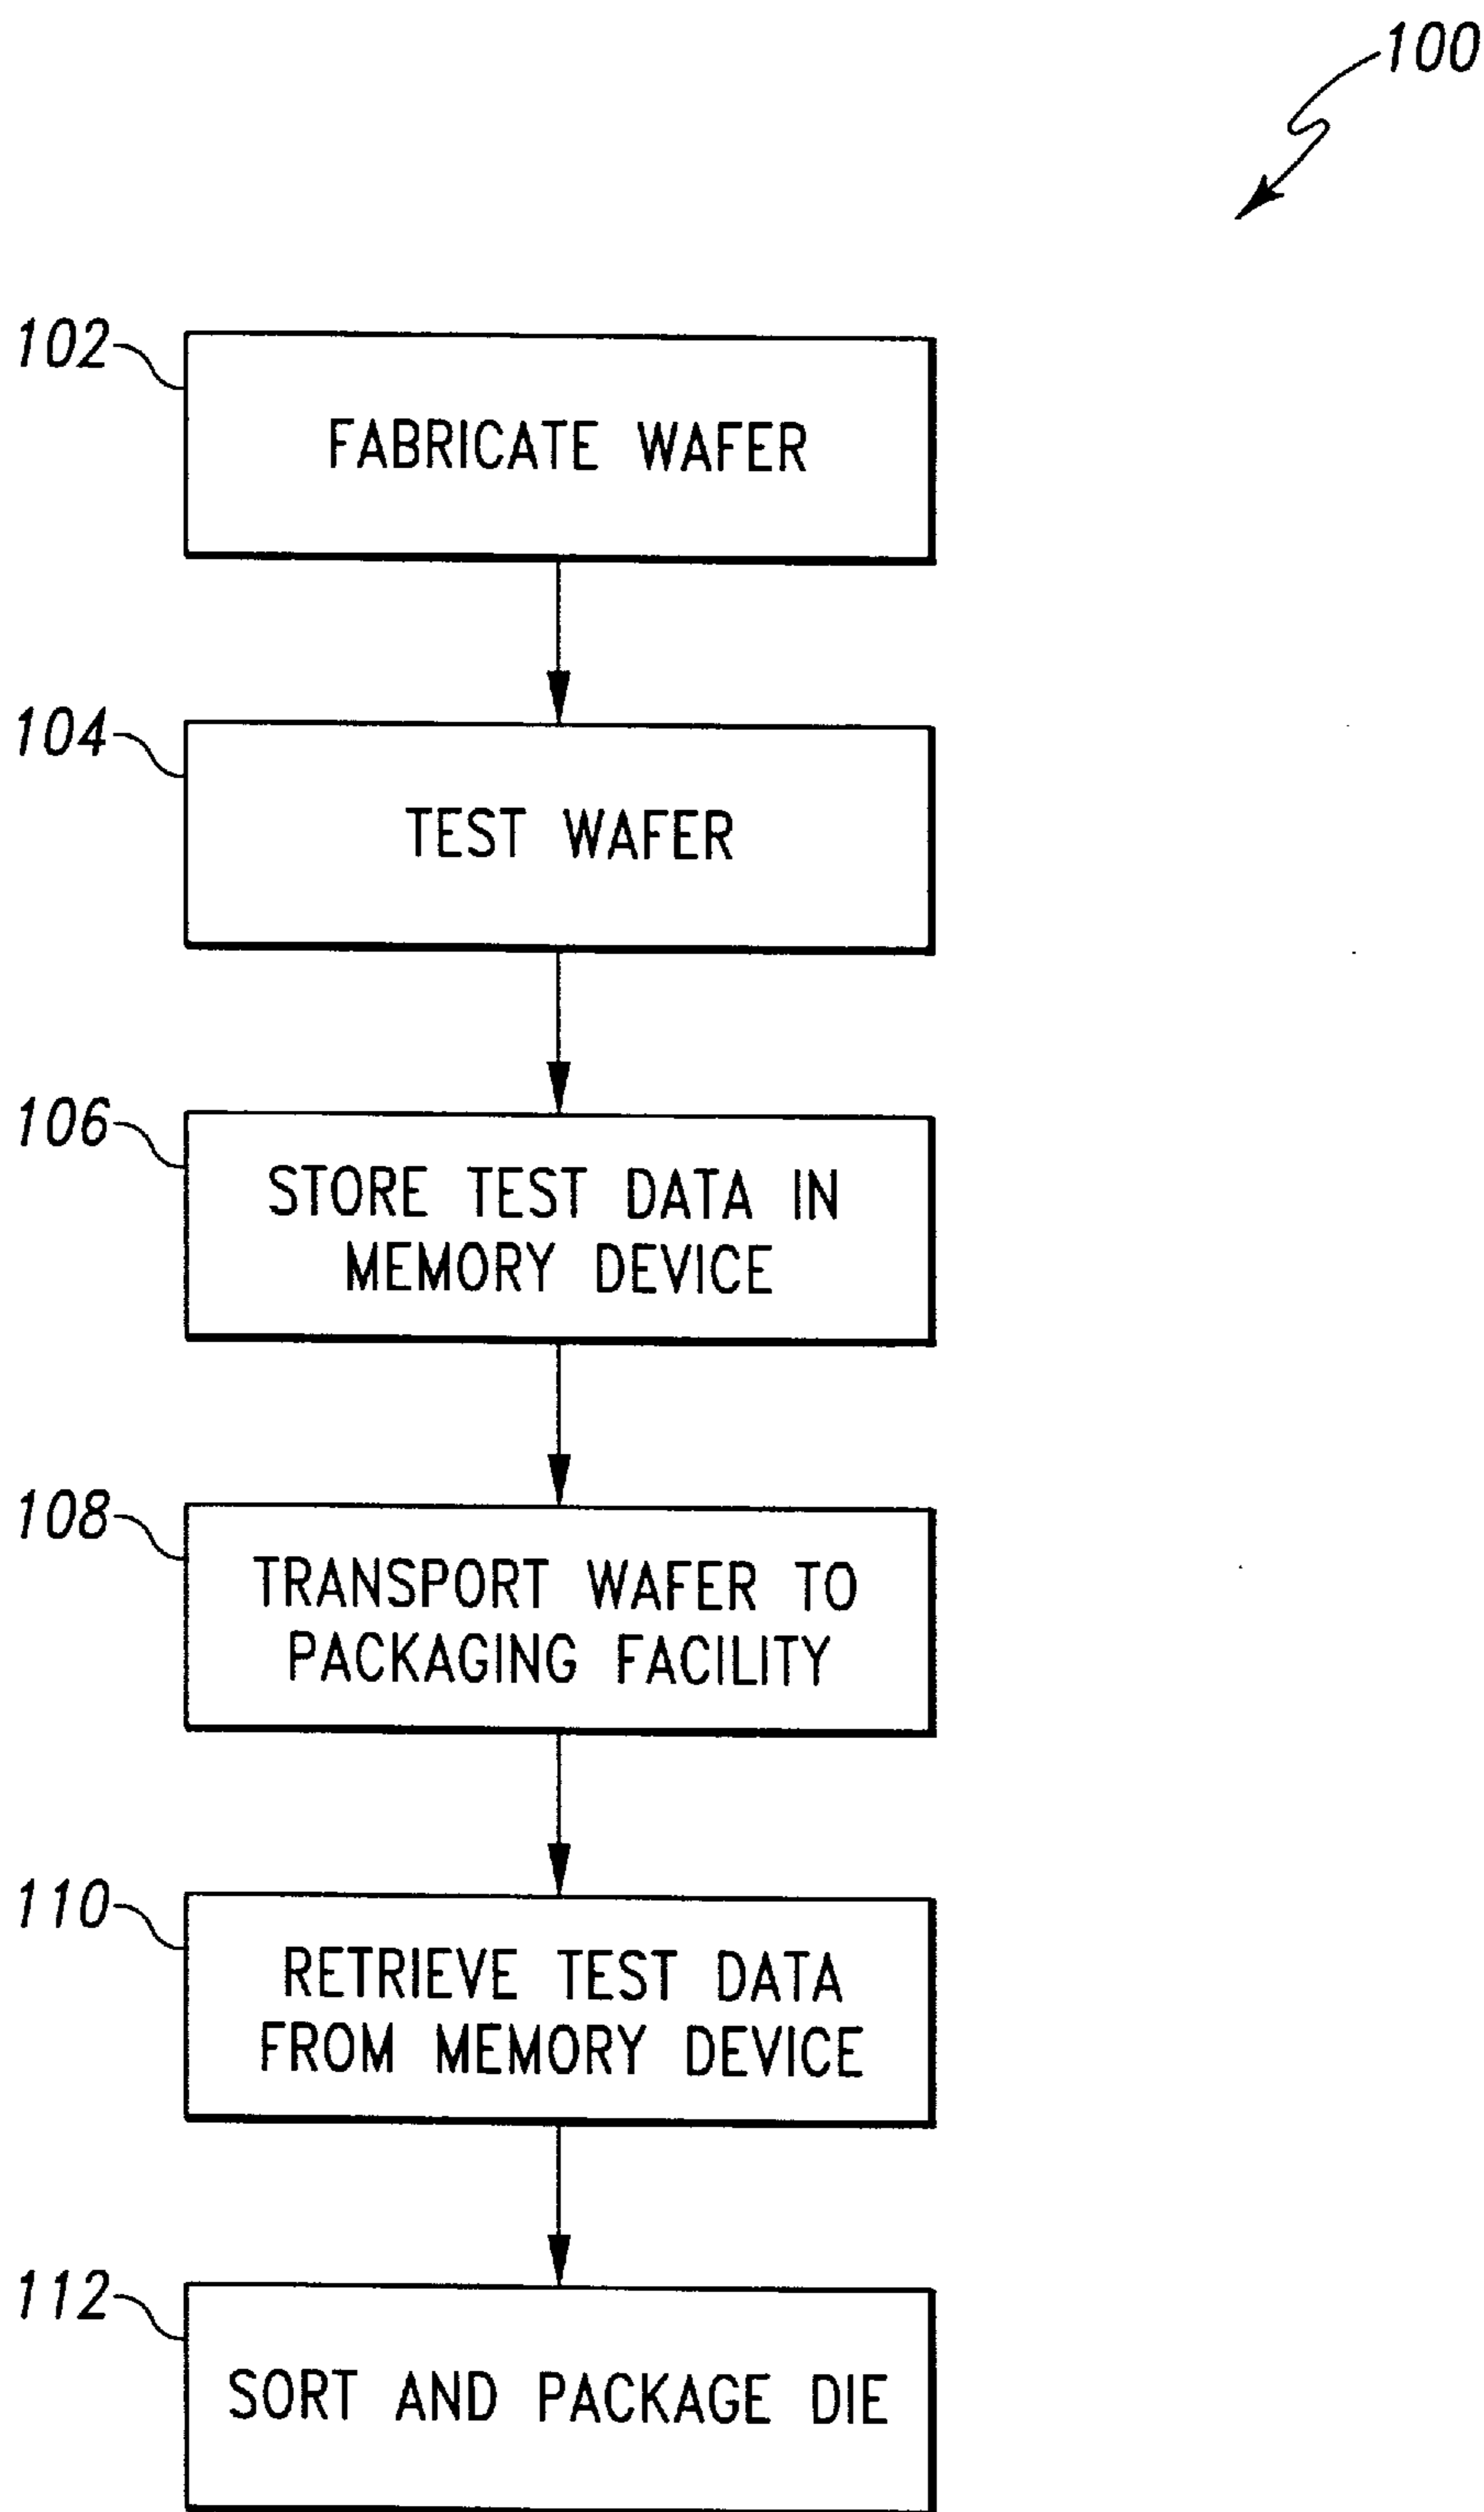 100
102
FABRICATE WAFER
104
TEST WAFER
106
STORE TEST DATA IN
MEMORY DEVICE
108
TRANSPORT WAFER TO
PACKAGING FACILITY
110
RETRIEVE TEST DATA
FROM MEMORY DEVICE
112
SORT AND PACKAGE DIE